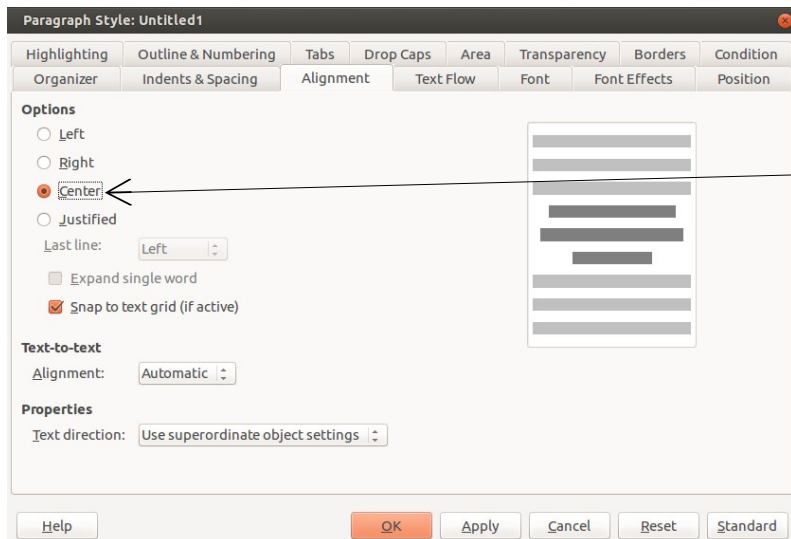 Paragraph Style: Untitled1
Highlighting Outline & Numbering Tabs Drop Caps Area Transparency Borders Condition
Organizer Indents & Spacing Alignment Text Flow Font Font Effects Position
Options
Left
Right
Center
Justified
Last line: Left
Expand single word
Snap to text grid (if active)
Text-to-text
Alignment: Automatic
Properties
Text direction: Use superordinate object settings
Help OK Apply Cancel Reset Standard